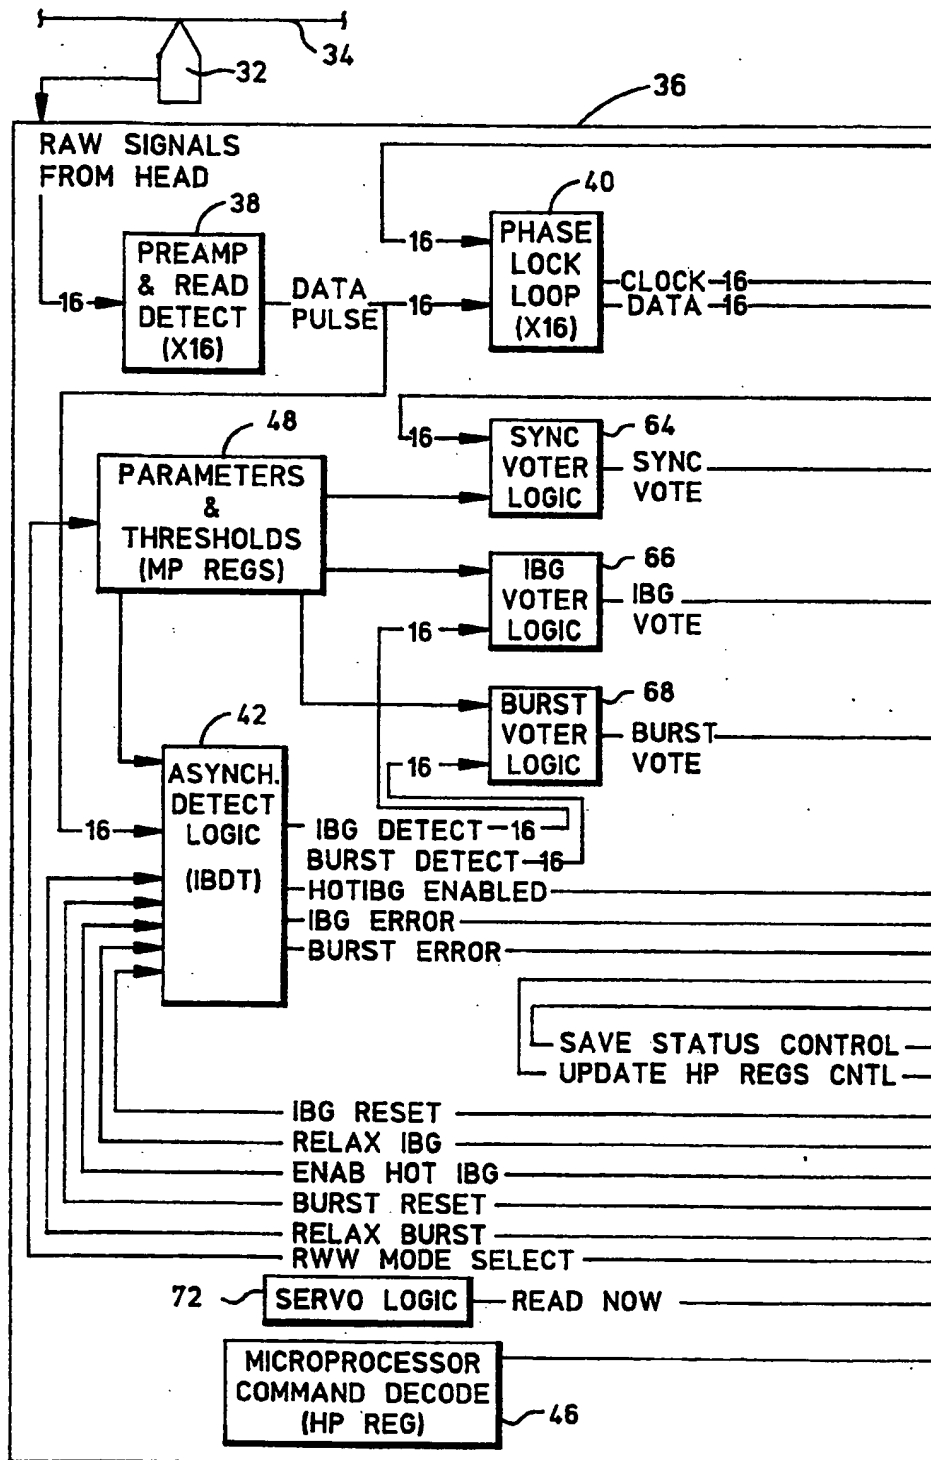 32
34
36
RAW SIGNALS
FROM HEAD
38
40
16
PREAMP
& READ
DETECT
(X16)
16
DATA
PULSE
16
16
PHASE
LOCK
LOOP
(X16)
CLOCK 16
DATA 16
48
PARAMETERS
&
THRESHOLDS
(MP REGS)
16
SYNC
VOTER
LOGIC
64
SYNC
VOTE
IBG
VOTER
LOGIC
66
IBG
VOTE
16
BURST
VOTER
LOGIC
68
BURST
VOTE
16
42
ASYNCH.
DETECT
LOGIC
(IBDT)
16
IBG DETECT 16
BURST DETECT 16
HOTIBG ENABLED
IBG ERROR
BURST ERROR
SAVE STATUS CONTROL
UPDATE HP REGS CNTL
IBG RESET
RELAX IBG
ENAB HOT IBG
BURST RESET
RELAX BURST
RWW MODE SELECT
72
SERVO LOGIC
READ NOW
MICROPROCESSOR
COMMAND DECODE
(HP REG)
46